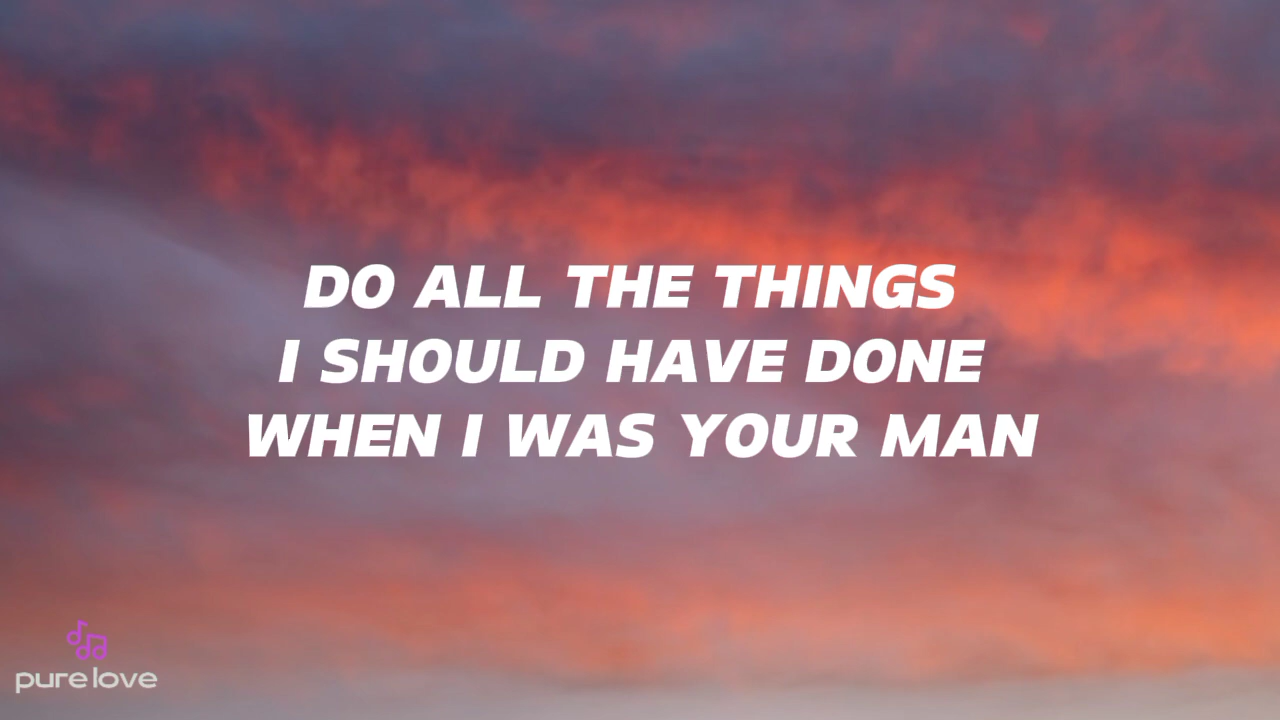 DO ALL THE THINGS
I SHOULD HAVE DONE
WHEN I WAS YOUR MAN
pure love